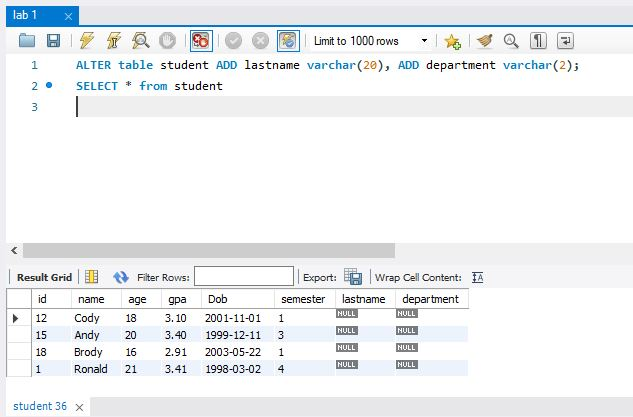 lab 1
Limit to 1000 rows
1 ALTER table student ADD lastname varchar(20), ADD department varchar(2);
2 SELECT * from student
3
Result Grid Filter Rows: Export: Wrap Cell Content: IA
id name age gpa Dob semester lastname department
12 Cody 18 3.10 2001-11-01 1 NULL NULL
15 Andy 20 3.40 1999-12-11 3 NULL NULL
18 Brody 16 2.91 2003-05-22 1 NULL NULL
1 Ronald 21 3.41 1998-03-02 4 NULL NULL
student 36